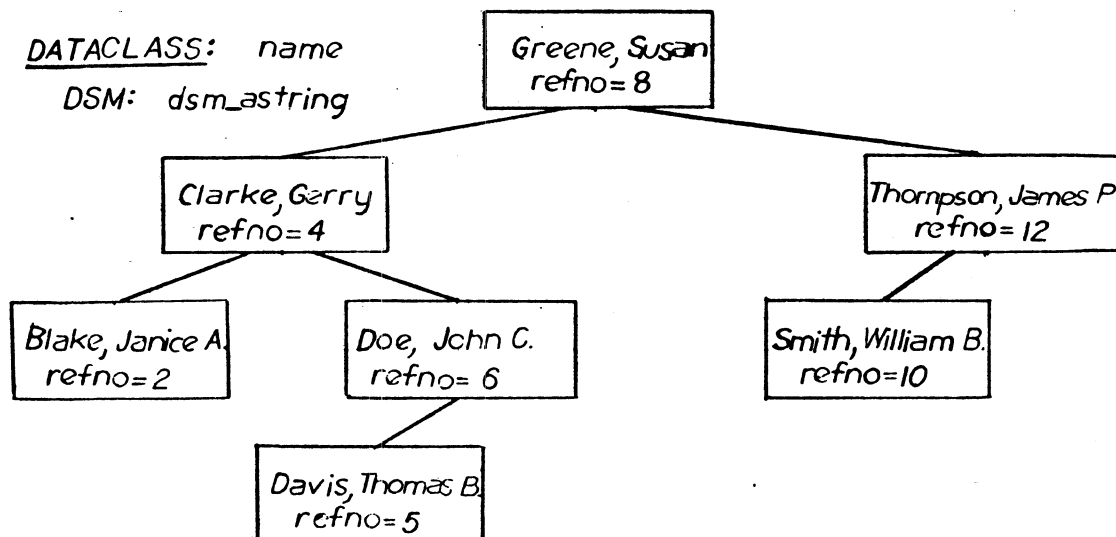 DATACLASS: name
DSM: dsm_astring
Greene, Susan
refno=8
Clarke, Gerry
refno=4
Thompson, James P
refno=12
Blake, Janice A.
refno=2
Doe, John C.
refno=6
Smith, William B.
refno=10
Davis, Thomas B.
refno=5